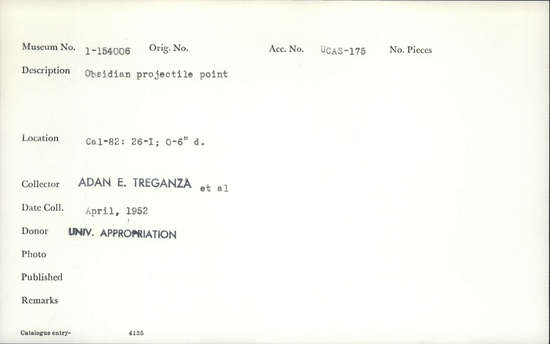 Museum No. 1-154006 Orig. No. Acc. No. UCAS-175 No. Pieces
Description Obsidian projectile point
Location Cal-82: 26-I; 0-6" d.
Collector ADAN E. TREGANZA et al
Date Coll. April, 1952
Donor UNIV. APPROPRIATION
Photo
Published
Remarks
Catalogue entry- 4135